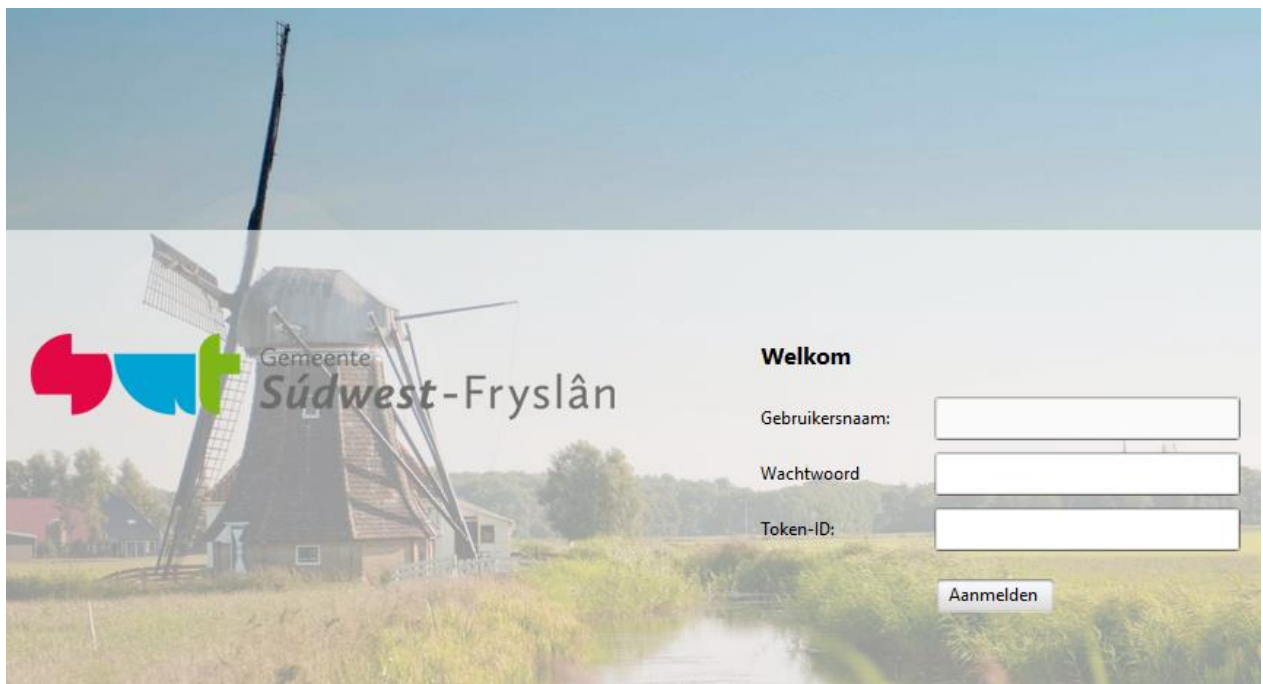 Gemeente
Súdwest-Fryslân
Welkom
Gebruikersnaam:
Wachtwoord
Token-ID:
Aanmelden